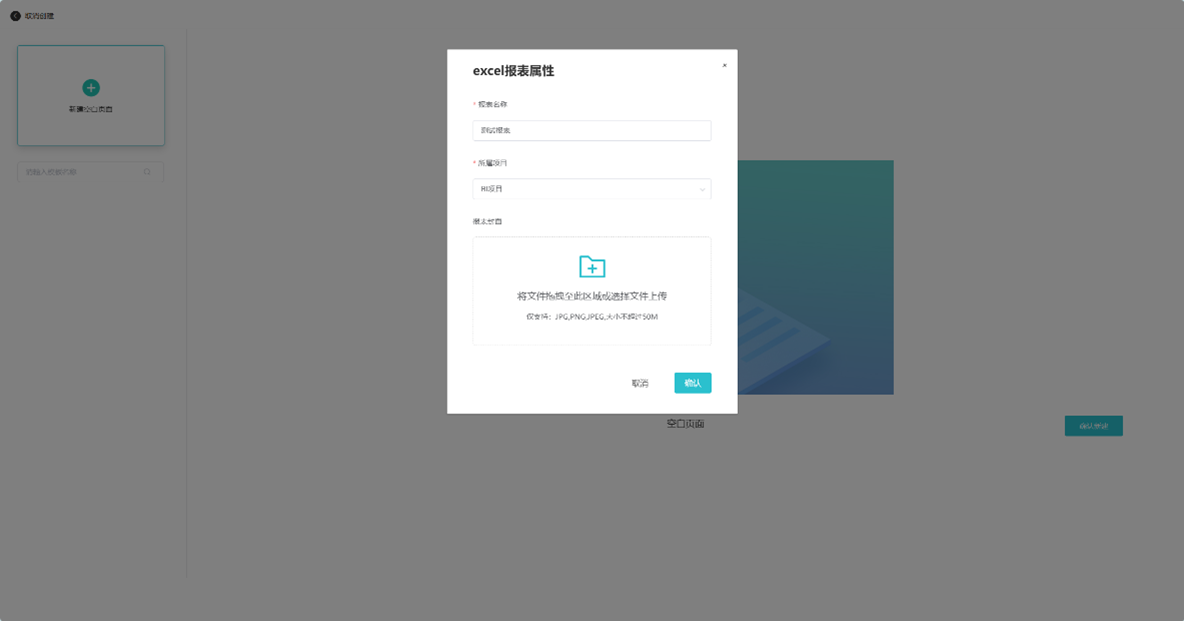 取消创建
新建空白页面
请输入模板名称
excel报表属性
×
* 报表名称
测试报表
* 所属项目
BI项目
报表封面
将文件拖拽至此区域或选择文件上传
仅支持：JPG,PNG,JPEG,大小不超过50M
取消
确认
空白页面
确认创建